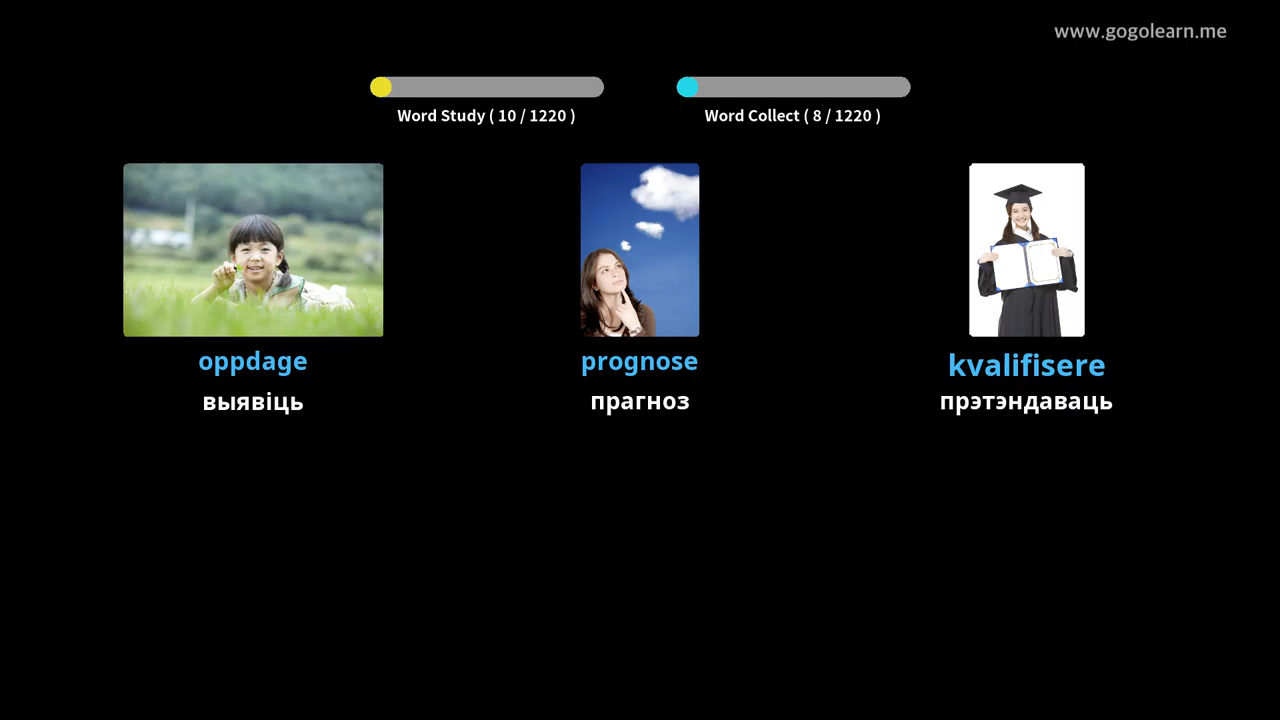 www.gogolearn.me
Word Study ( 10 / 1220 )
Word Collect ( 8 / 1220 )
oppdage
prognose
kvalifisere
выявіць
прагноз
прэтэндаваць